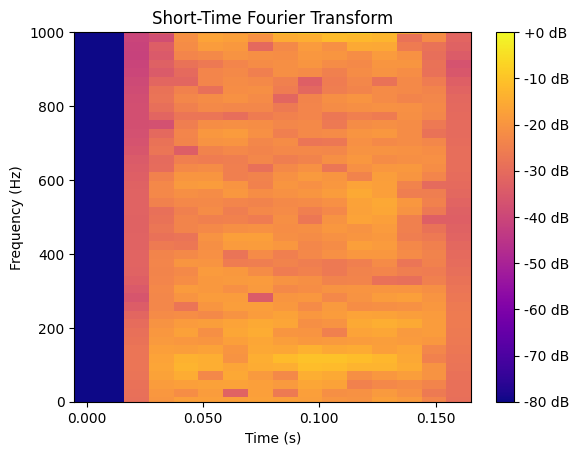 Short-Time Fourier Transform
Frequency (Hz)
1000
800
600
400
200
0
0.000
0.050
0.100
0.150
Time (s)
+0 dB
-10 dB
-20 dB
-30 dB
-40 dB
-50 dB
-60 dB
-70 dB
-80 dB